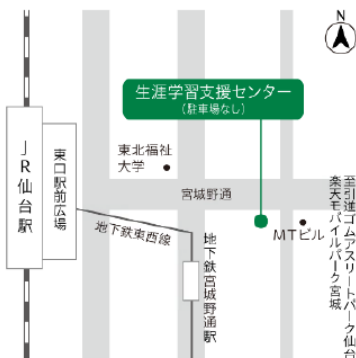 N
生涯学習支援センター
(駐車場なし)
JR仙台駅
東口駅前広場
東北福祉
大学
宮城野通
地下鉄東西線
地下鉄宮城野通駅
MTビル
至弘進ゴムアスリートパーク仙台
楽天モバイルパーク宮城